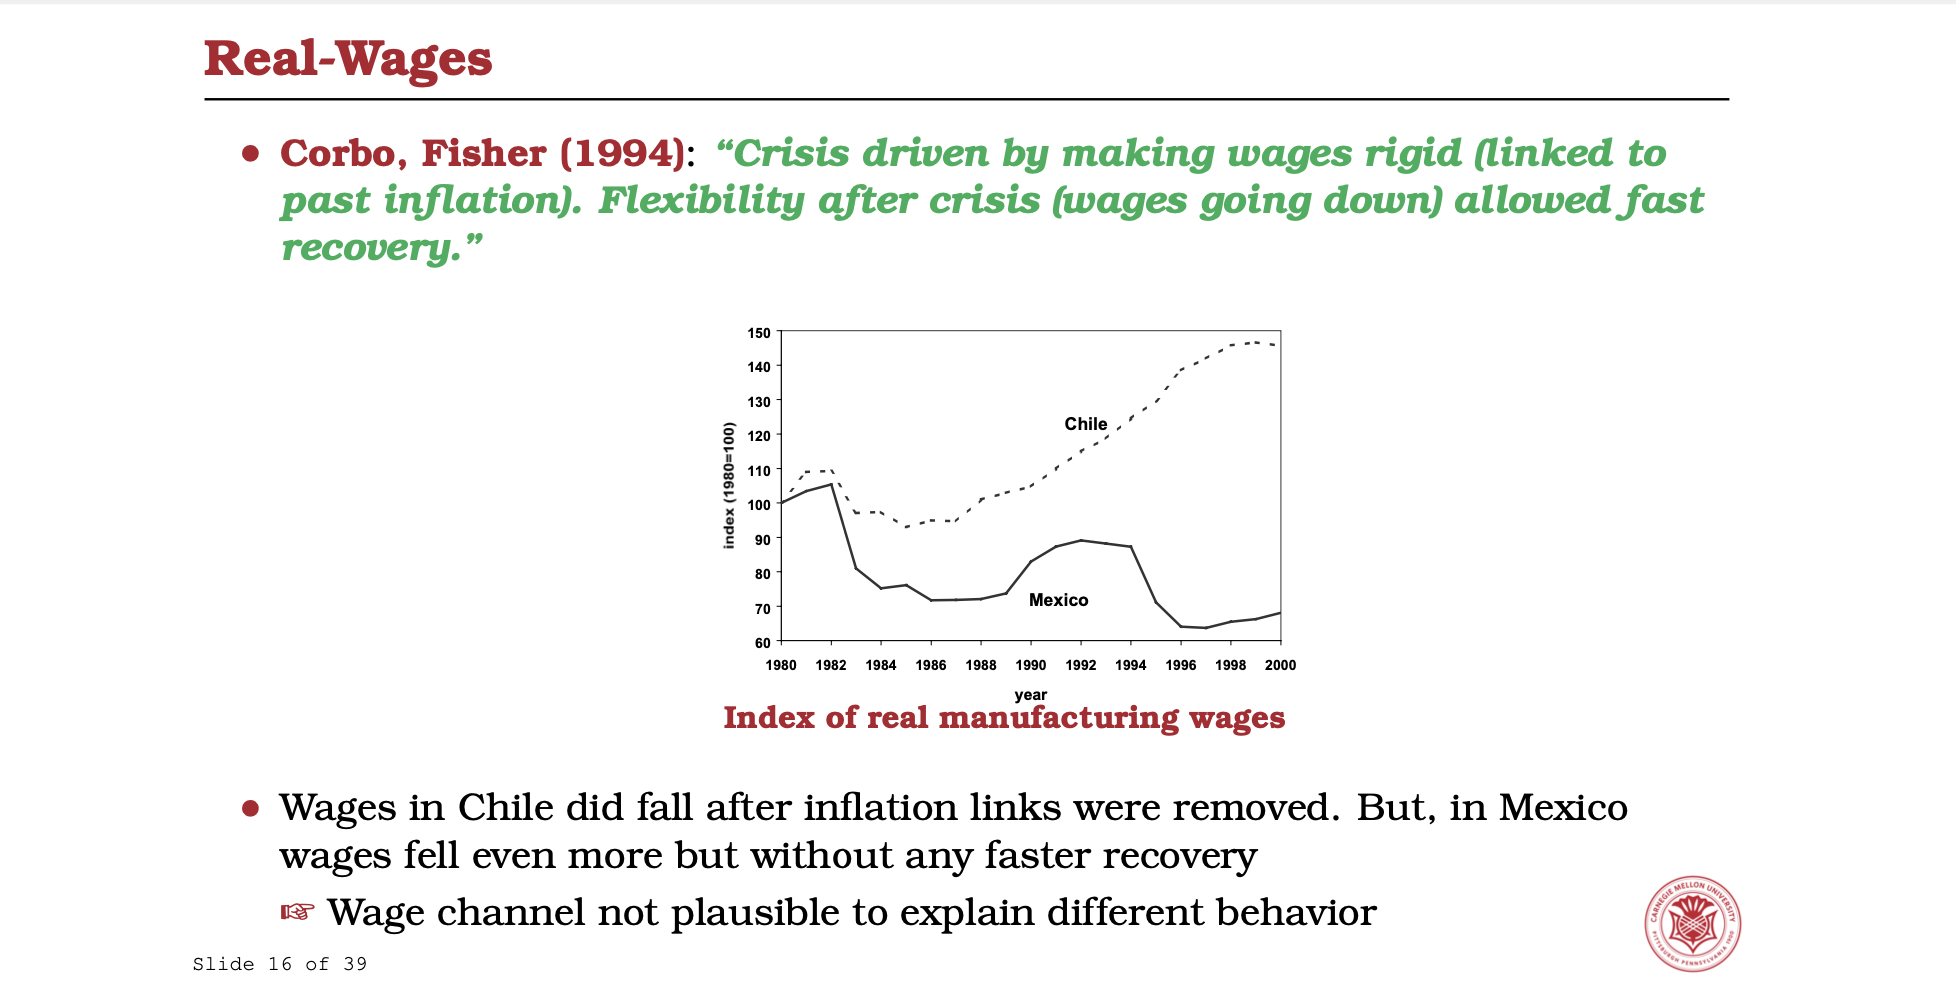 Real-Wages
• Corbo, Fisher (1994): “Crisis driven by making wages rigid (linked to
past inflation). Flexibility after crisis (wages going down) allowed fast
recovery.”
150
140
130
120
110
100
90
80
70
60
index (1980=100)
Chile
Mexico
1980 1982 1984 1986 1988 1990 1992 1994 1996 1998 2000
year
Index of real manufacturing wages
• Wages in Chile did fall after inflation links were removed. But, in Mexico
wages fell even more but without any faster recovery
☞ Wage channel not plausible to explain different behavior
CARNEGIE MELLON UNIVERSITY
PITTSBURGH PENNSYLVANIA 1900
Slide 16 of 39